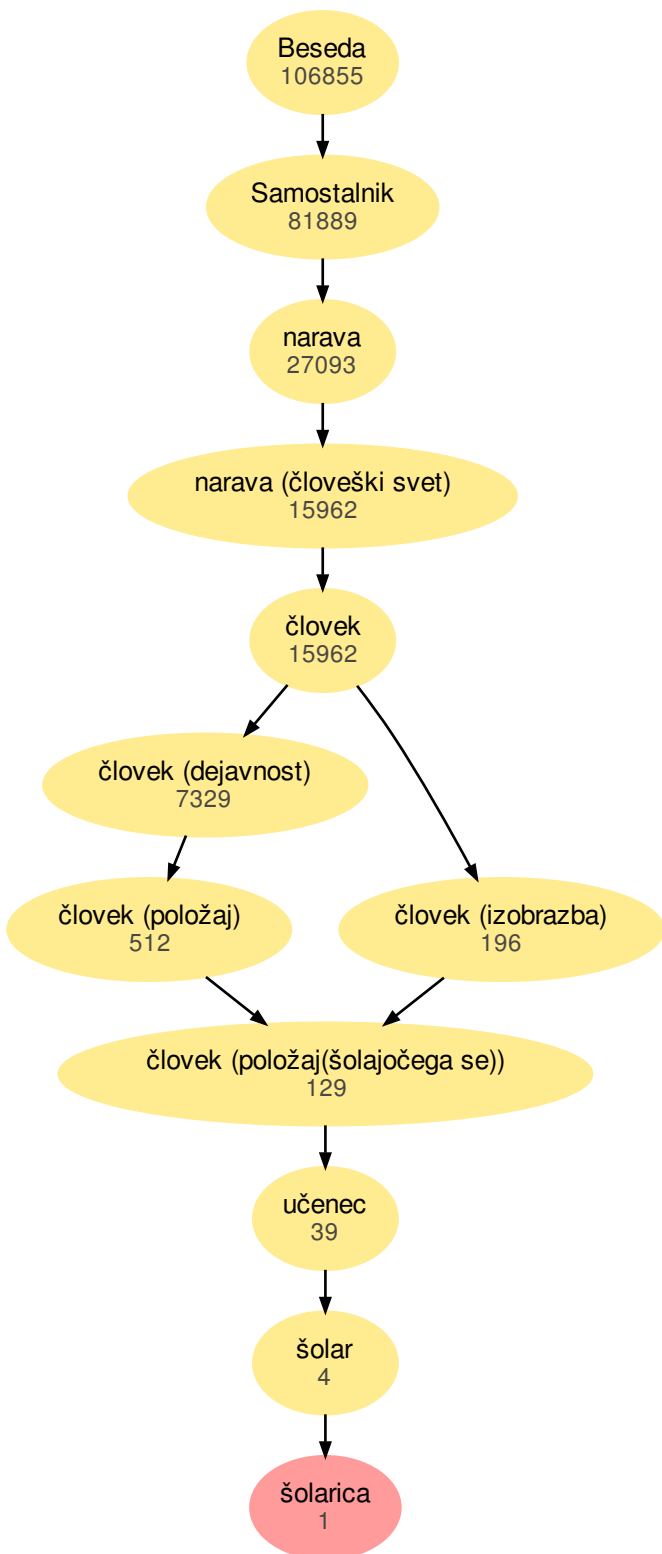 Beseda
106855
Samostalnik
81889
narava
27093
narava (človeški svet)
15962
človek
15962
človek (dejavnost)
7329
človek (položaj)
512
človek (izobrazba)
196
človek (položaj(šolajočega se))
129
učenec
39
šolar
4
šolarica
1